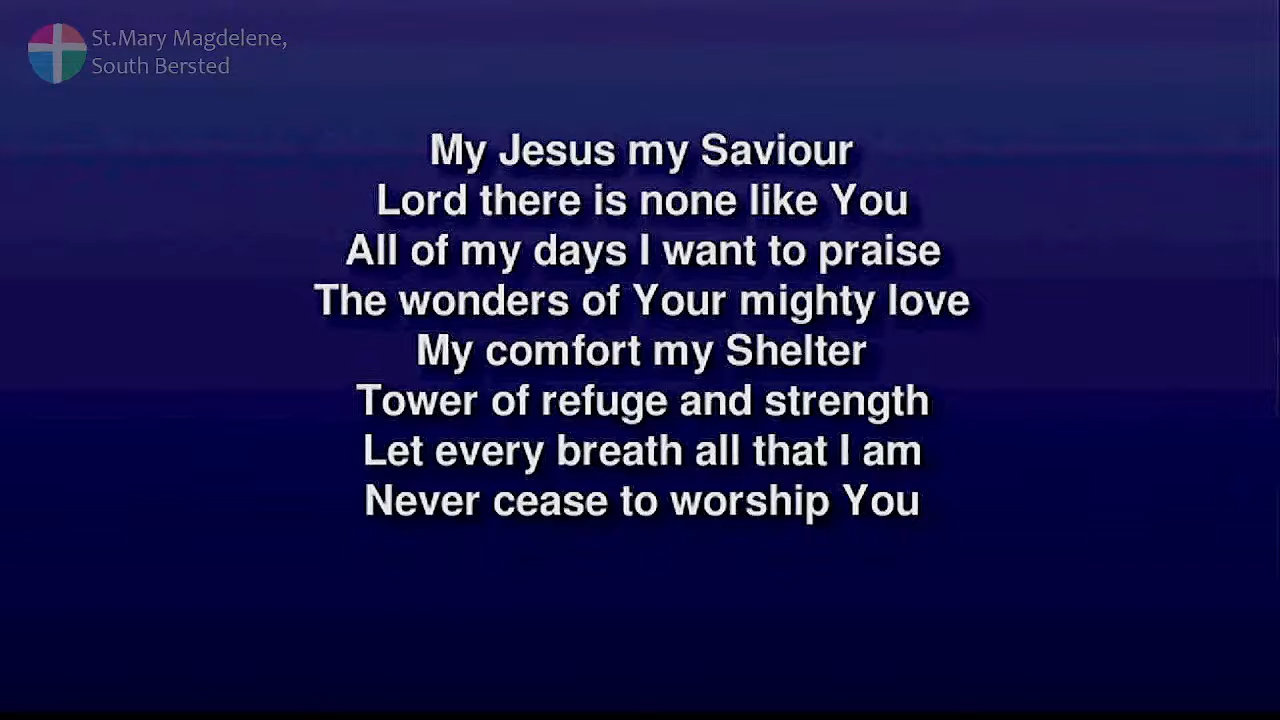 St.Mary Magdelene,
South Bersted
My Jesus my Saviour
Lord there is none like You
All of my days I want to praise
The wonders of Your mighty love
My comfort my Shelter
Tower of refuge and strength
Let every breath all that I am
Never cease to worship You